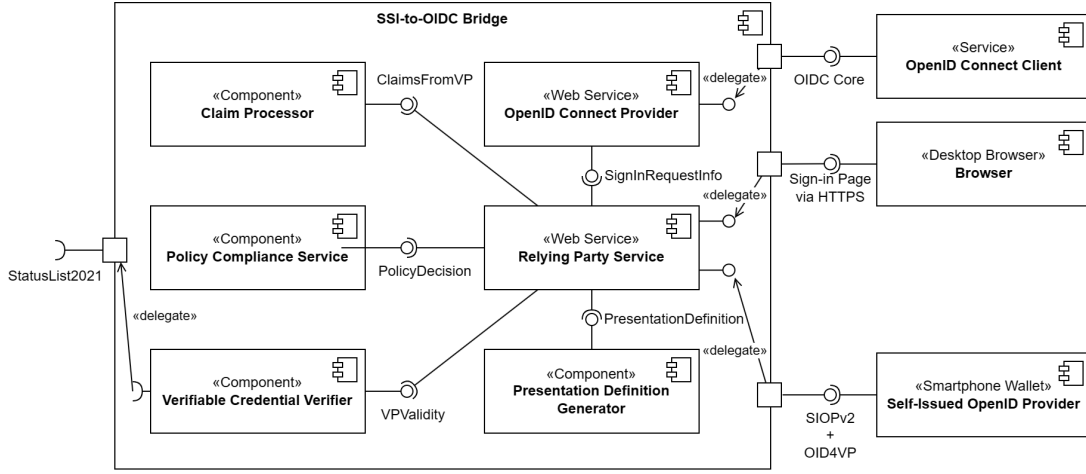 SSI-to-OIDC Bridge
«Component»
Claim Processor
ClaimsFromVP
«Web Service»
OpenID Connect Provider
«delegate»
OIDC Core
«Service»
OpenID Connect Client
SignInRequestInfo
«delegate»
Sign-in Page
via HTTPS
«Desktop Browser»
Browser
StatusList2021
«Component»
Policy Compliance Service
PolicyDecision
«Web Service»
Relying Party Service
«delegate»
PresentationDefinition
«delegate»
«Component»
Verifiable Credential Verifier
VPValidity
«Component»
Presentation Definition
Generator
SIOPv2
+
OID4VP
«Smartphone Wallet»
Self-Issued OpenID Provider